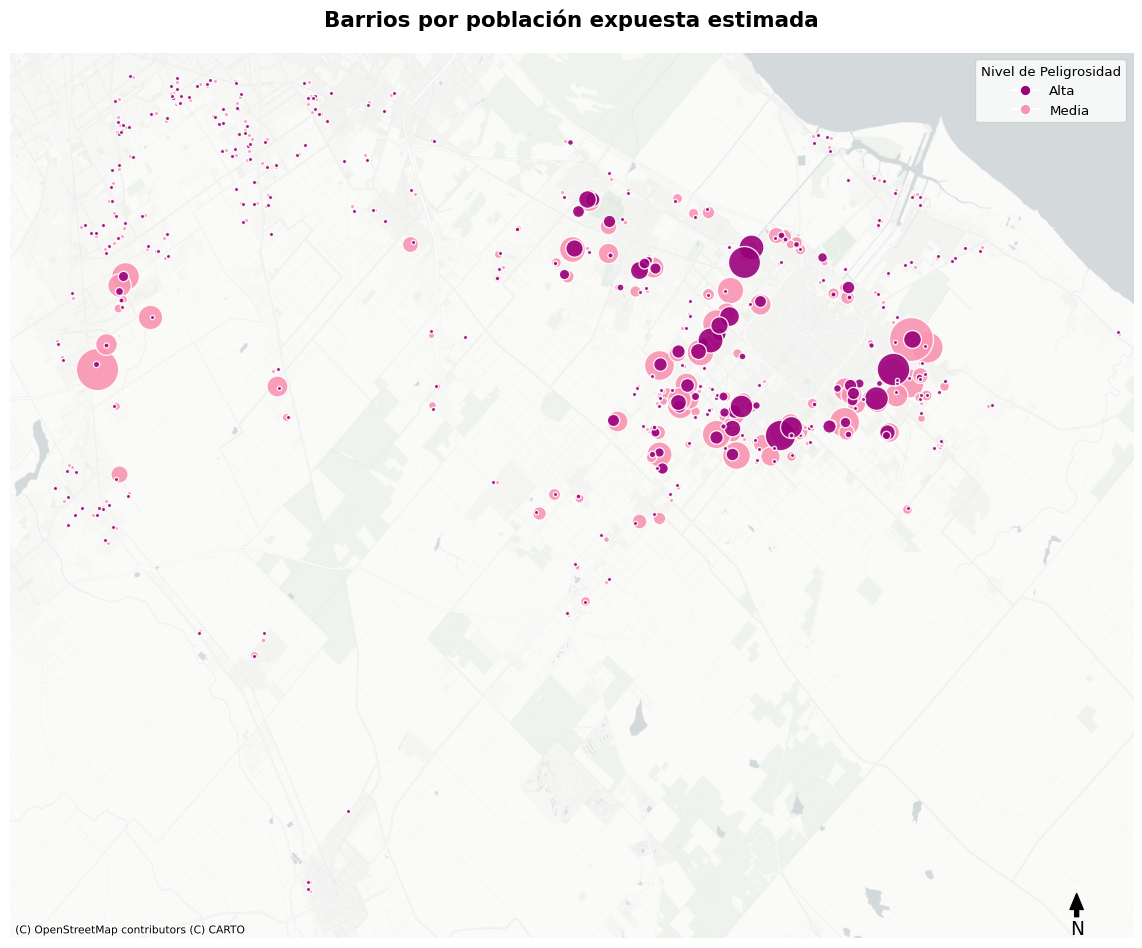 Barrios por población expuesta estimada
Nivel de Peligrosidad
Alta
Media
(C) OpenStreetMap contributors (C) CARTO
N